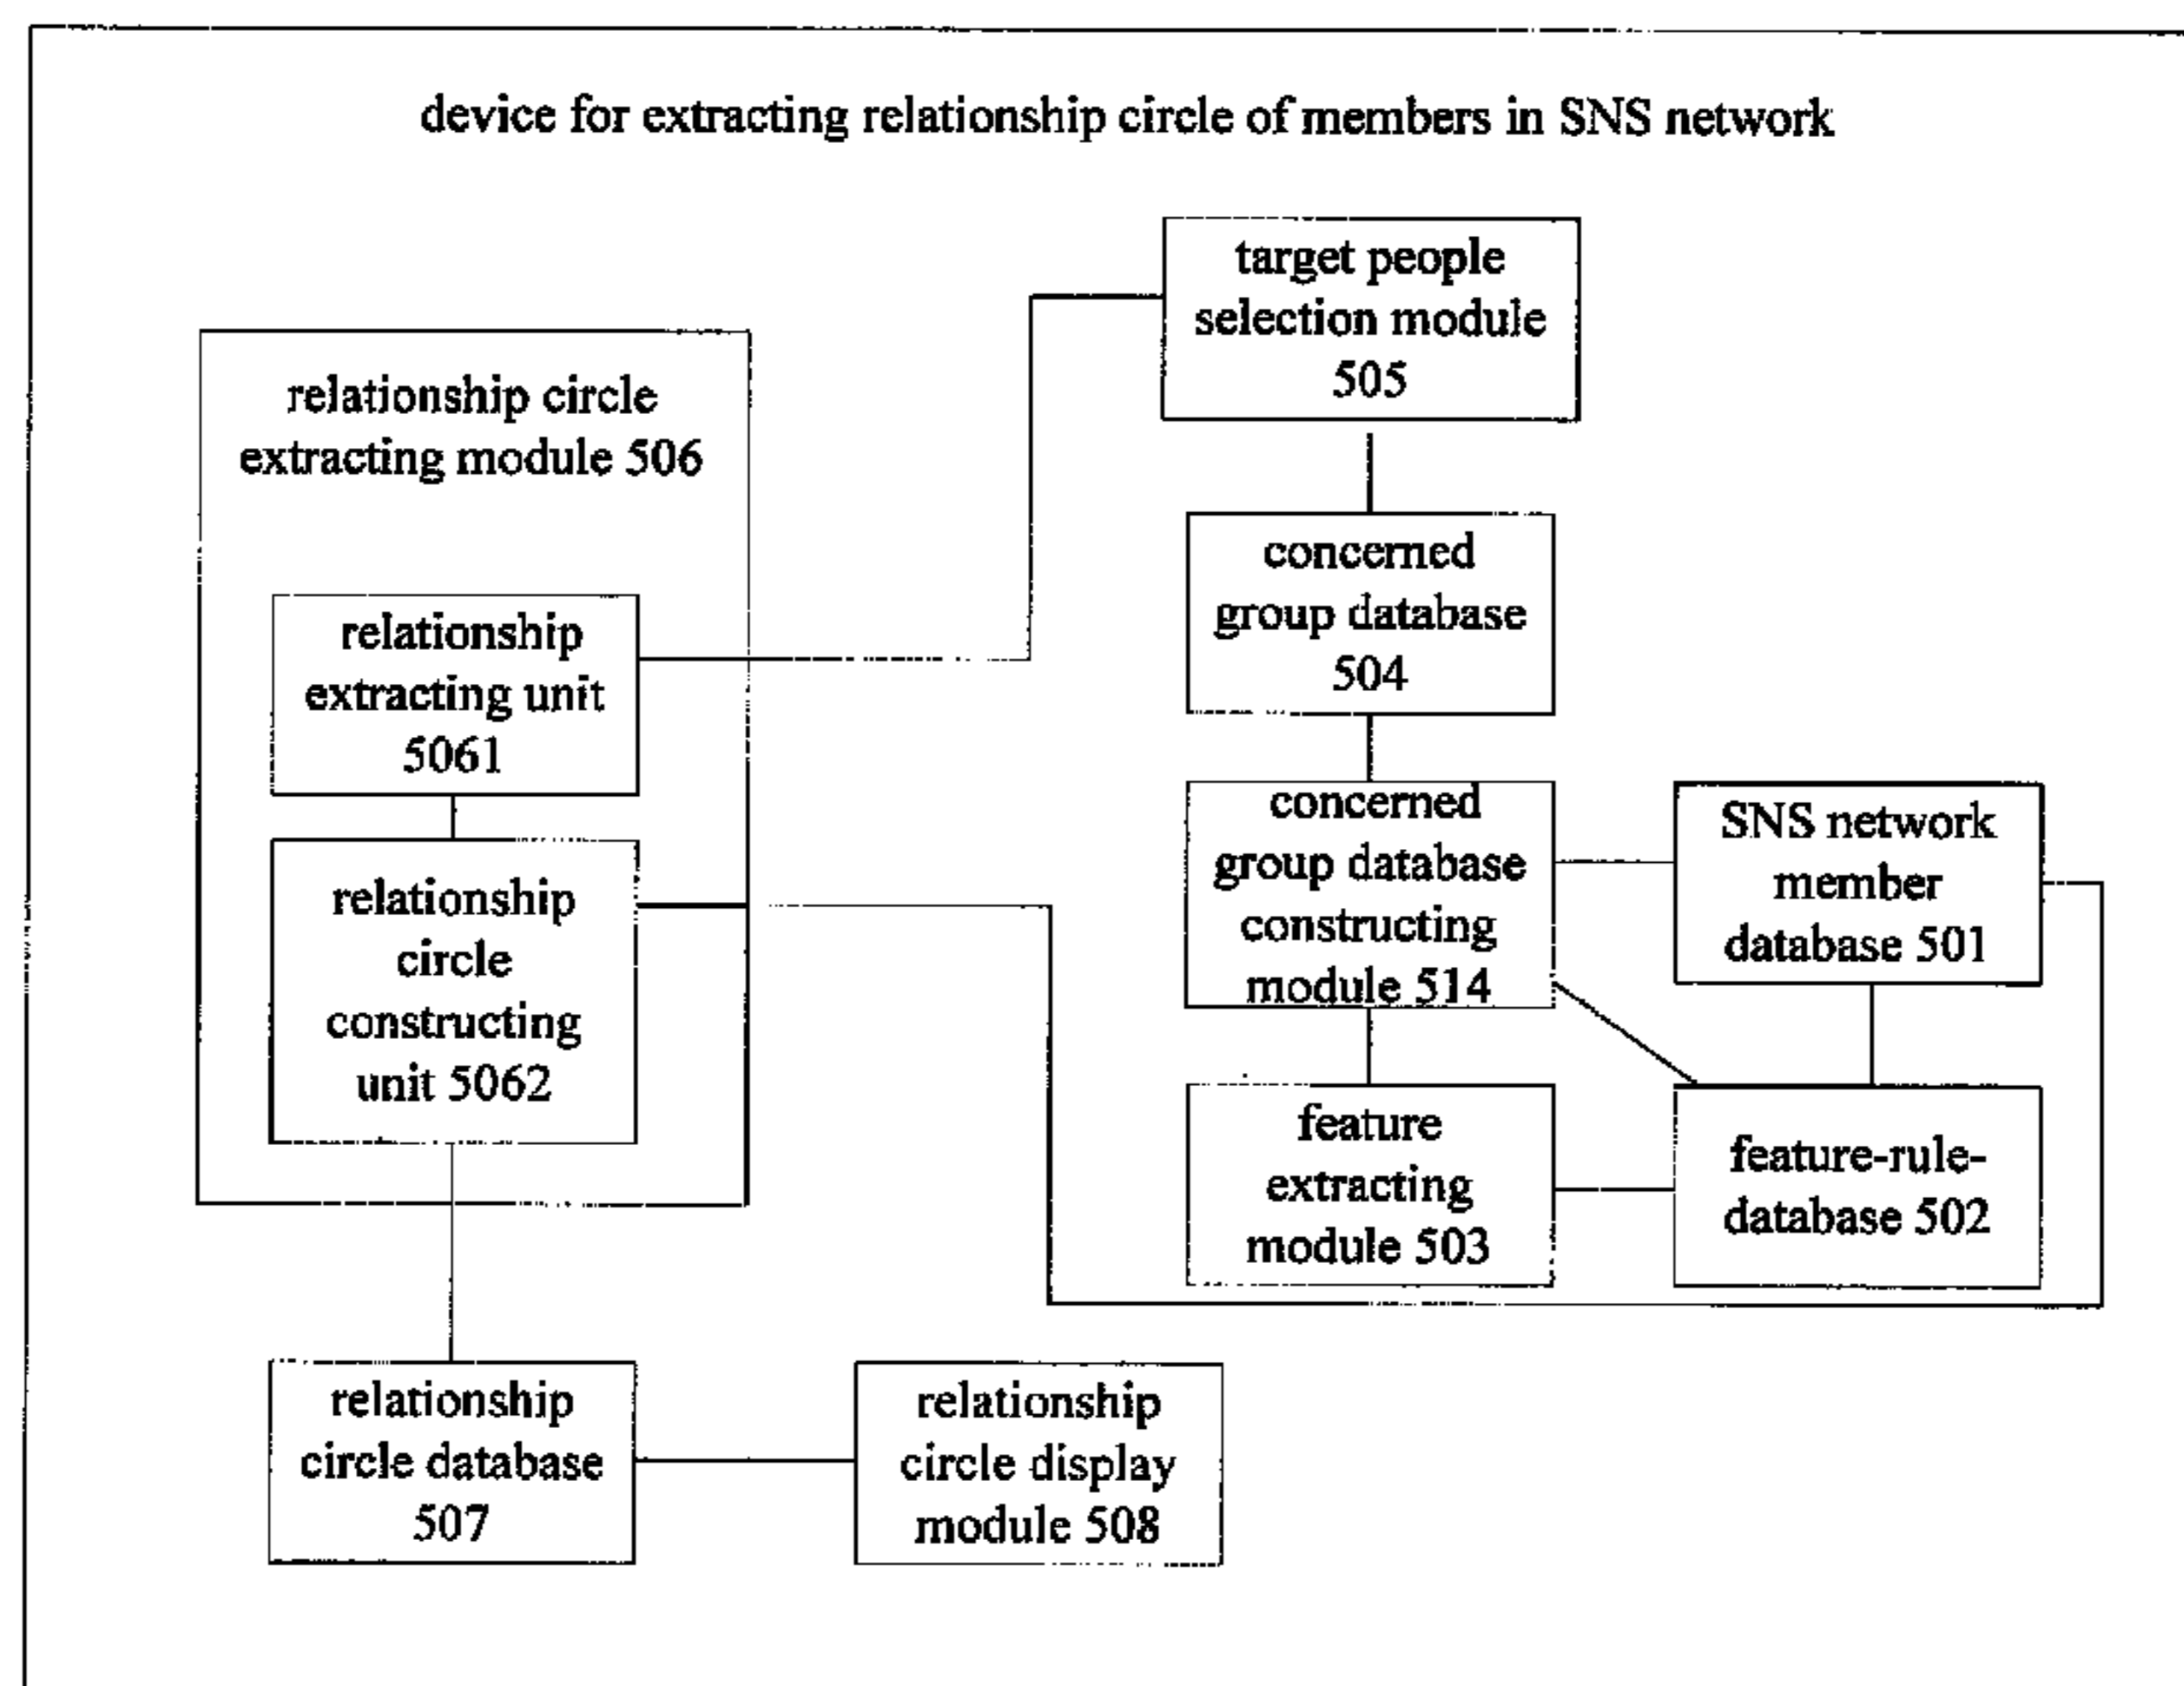 device for extracting relationship circle of members in SNS network
target people
selection module
505
relationship circle
extracting module 506
concerned
group database
504
relationship
extracting unit
5061
concerned
group database
constructing
module 514
SNS network
member
database 501
relationship
circle
constructing
unit 5062
feature
extracting
module 503
feature-rule-
database 502
relationship
circle database
507
relationship
circle display
module 508